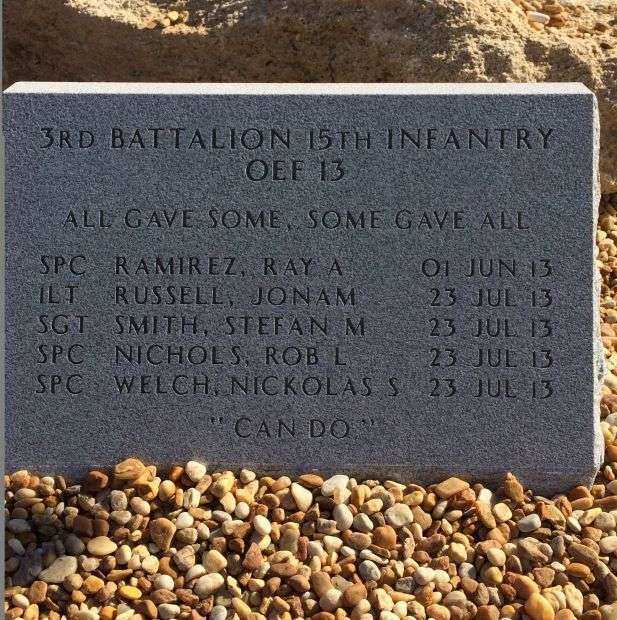 3RD BATTALION 15TH INFANTRY
OEF 13
ALL GAVE SOME, SOME GAVE ALL
SPC RAMIREZ, RAY A 01 JUN 13
1LT RUSSELL, JONAM 23 JUL 13
SGT SMITH, STEFAN M 23 JUL 13
SPC NICHOLS, ROB L 23 JUL 13
SPC WELCH, NICKOLAS S 23 JUL 13
"CAN DO"